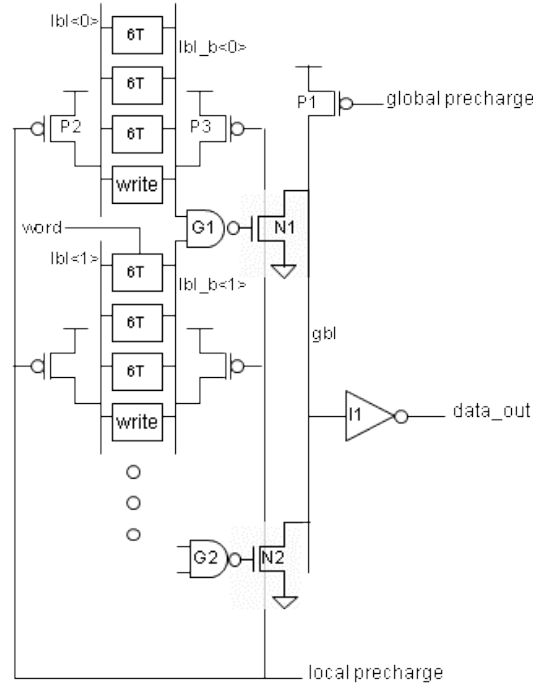 lbl<0>
6T
lbl_b<0>
6T
P1
global precharge
P2
6T
P3
write
word
G1
N1
lbl<1>
6T
lbl_b<1>
6T
gbl
6T
write
I1
data_out
G2
N2
local precharge